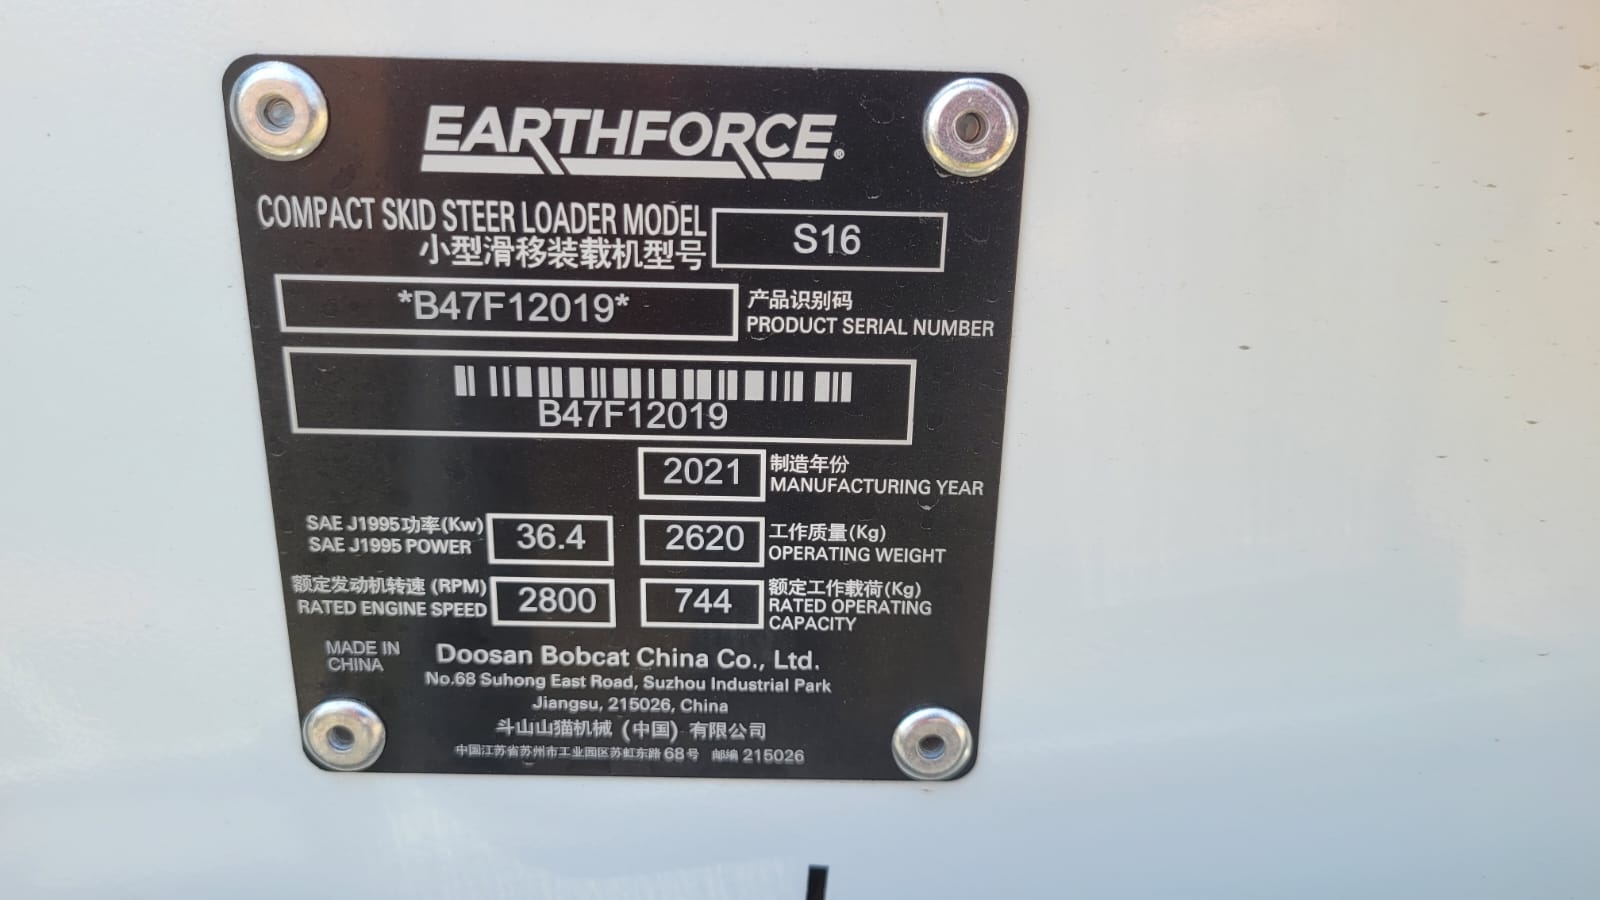 EARTHFORCE®
COMPACT SKID STEER LOADER MODEL
小型滑移装载机型号
S16
*B47F12019*
产品识别码
PRODUCT SERIAL NUMBER
B47F12019
2021
制造年份
MANUFACTURING YEAR
SAE J1995功率(Kw)
SAE J1995 POWER
36.4
2620
工作质量(Kg)
OPERATING WEIGHT
额定发动机转速 (RPM)
RATED ENGINE SPEED
2800
744
额定工作载荷(Kg)
RATED OPERATING
CAPACITY
MADE IN
CHINA
Doosan Bobcat China Co., Ltd.
No.68 Suhong East Road, Suzhou Industrial Park
Jiangsu, 215026, China
斗山山猫机械 (中国) 有限公司
中国江苏省苏州市工业园区苏虹东路 68号 邮编 215026